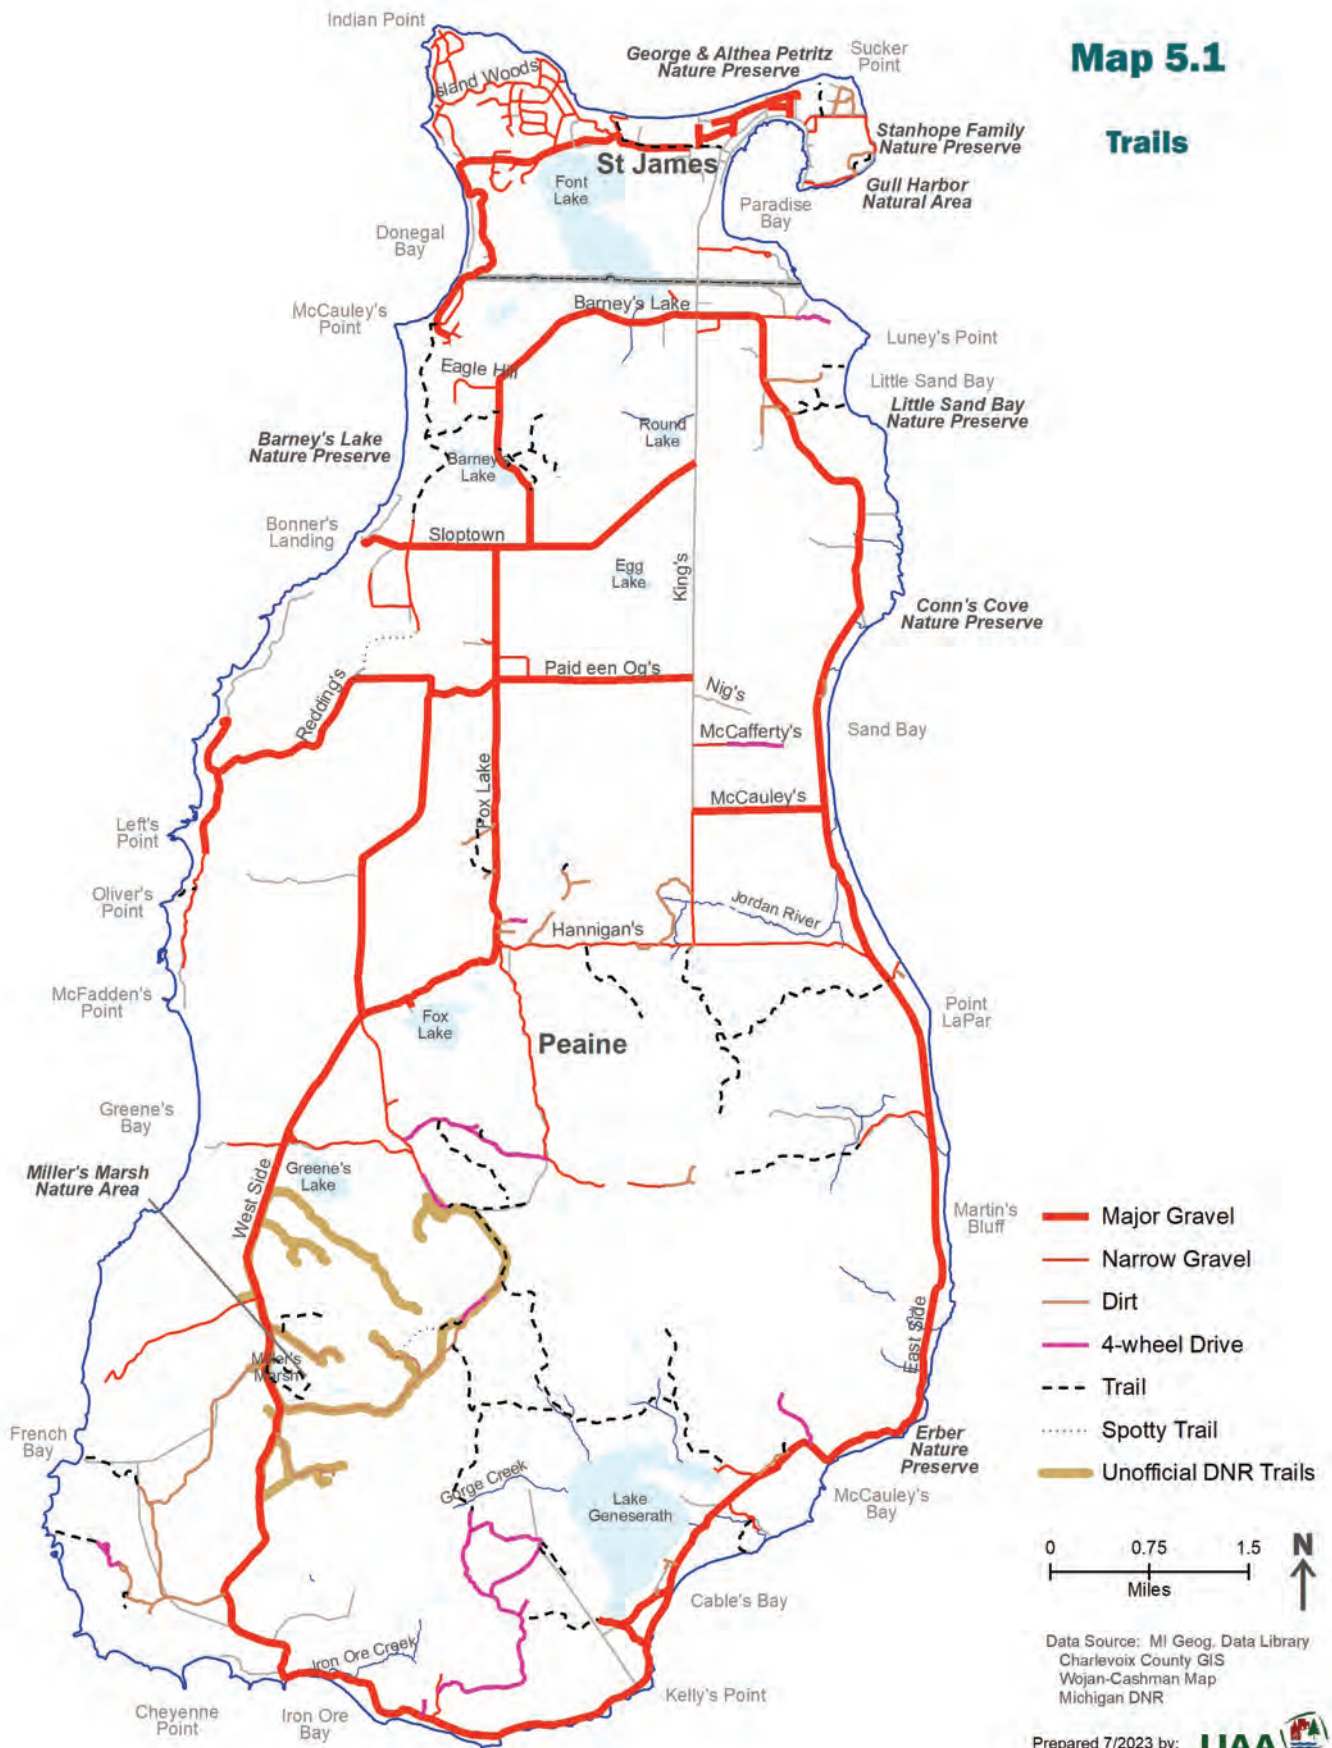 Indian Point
Map 5.1
Trails
George & Althea Petritz
Nature Preserve
Sucker
Point
Island Woods
Stanhope Family
Nature Preserve
St James
Gull Harbor
Natural Area
Font
Lake
Paradise
Bay
Donegal
Bay
McCauley's
Point
Barney's Lake
Luney's Point
Eagle Hill
Little Sand Bay
Little Sand Bay
Nature Preserve
Round
Lake
Barney's Lake
Nature Preserve
Barney's
Lake
Bonner's
Landing
Sloptown
Egg
Lake
King's
Conn's Cove
Nature Preserve
Paid een Og's
Redding's
Nig's
McCafferty's
Sand Bay
Fox Lake
McCauley's
Left's
Point
Oliver's
Point
Jordan River
Hannigan's
McFadden's
Point
Point
LaPar
Fox
Lake
Peaine
Greene's
Bay
Miller's Marsh
Nature Area
Greene's
Lake
West Side
Martin's
Bluff
East Side
Miller's
Marsh
French
Bay
Erber
Nature
Preserve
Gorge Creek
Lake
Geneserath
McCauley's
Bay
Cable's Bay
Iron Ore Creek
Kelly's Point
Cheyenne
Point
Iron Ore
Bay
Major Gravel
Narrow Gravel
Dirt
4-wheel Drive
Trail
Spotty Trail
Unofficial DNR Trails
0 0.75 1.5
Miles
N
Data Source: MI Geog. Data Library
Charlevoix County GIS
Wojan-Cashman Map
Michigan DNR
Prepared 7/2023 by:
UAA